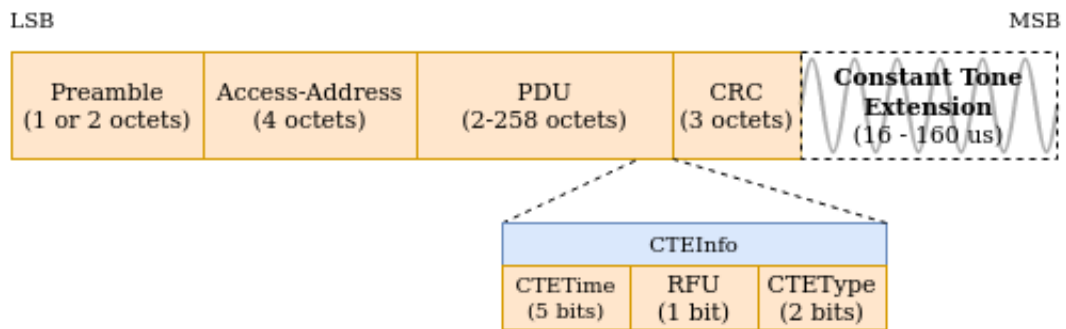 LSB
MSB
Preamble
(1 or 2 octets)
Access-Address
(4 octets)
PDU
(2-258 octets)
CRC
(3 octets)
Constant Tone
Extension
(16 - 160 us)
CTEInfo
CTETime
(5 bits)
RFU
(1 bit)
CTEType
(2 bits)